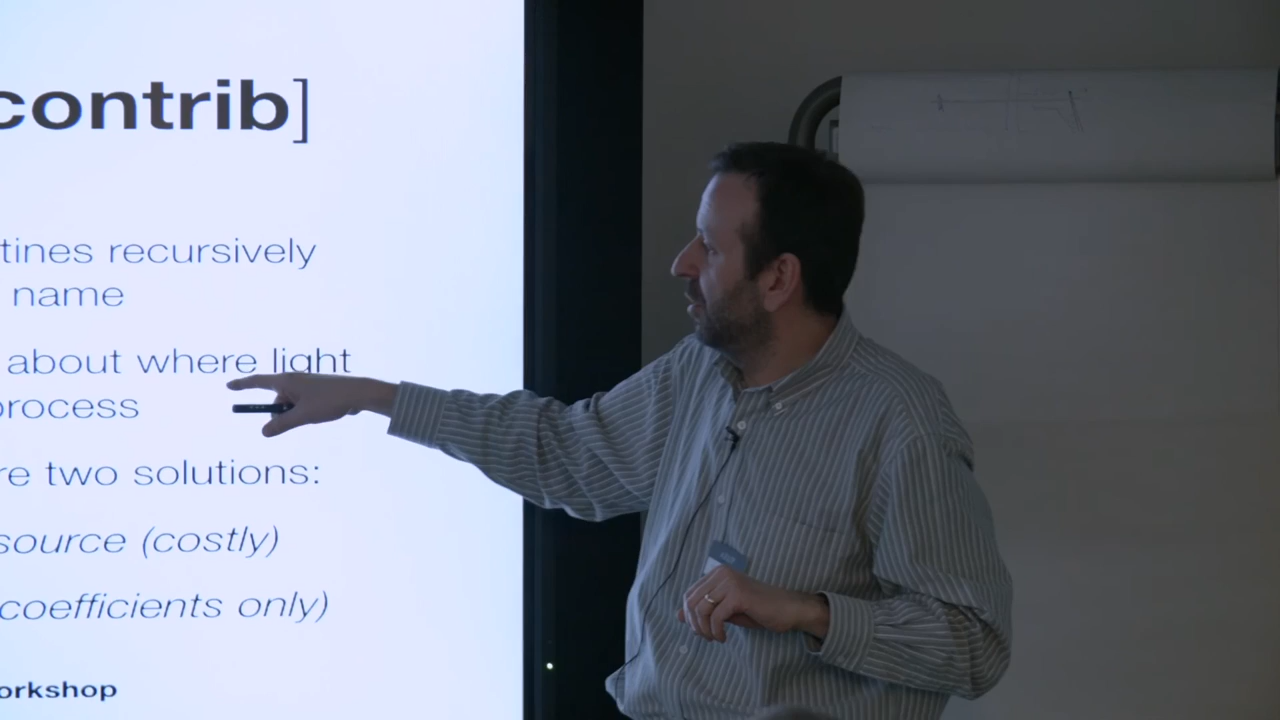 contrib]
tines recursively
name
about where light
process
re two solutions:
source (costly)
coefficients only)
orkshop